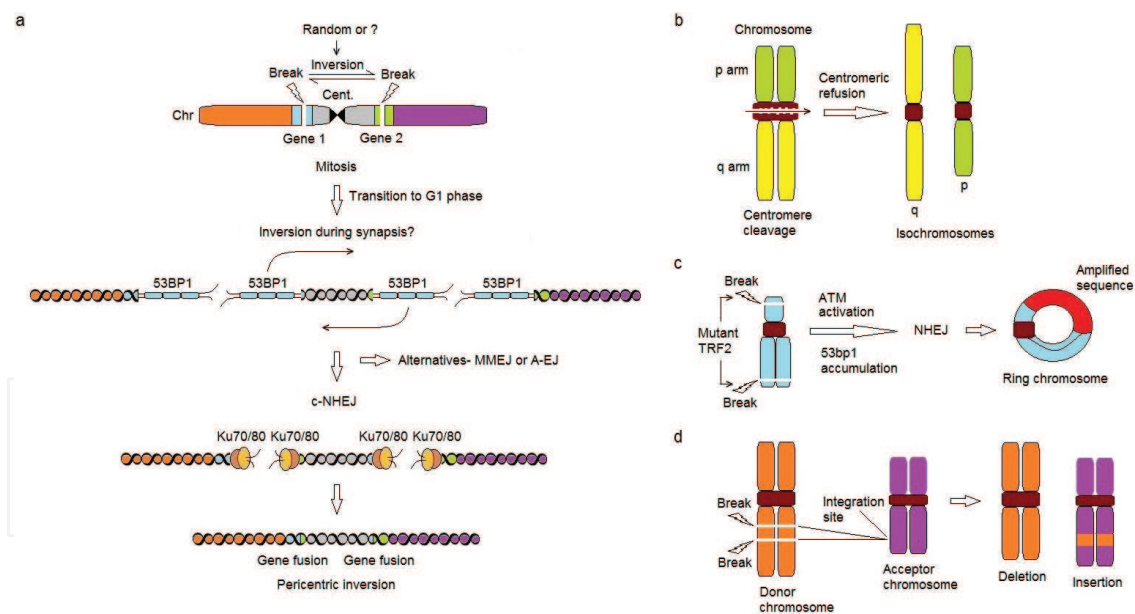 a
Random or ?
Inversion
Break
Break
Cent.
Chr
Gene 1
Gene 2
Mitosis
Transition to G1 phase
Inversion during synapsis?
53BP1
53BP1
53BP1
53BP1
Alternatives- MMEJ or A-EJ
c-NHEJ
Ku70/80
Ku70/80
Ku70/80
Ku70/80
Gene fusion
Gene fusion
Pericentric inversion
b
Chromosome
p arm
Centromeric
refusion
q arm
Centromere
cleavage
q
p
Isochromosomes
c
Break
Mutant
TRF2
Break
ATM
activation
53bp1
accumulation
NHEJ
Amplified
sequence
Ring chromosome
d
Break
Break
Donor
chromosome
Integration
site
Acceptor
chromosome
Deletion
Insertion